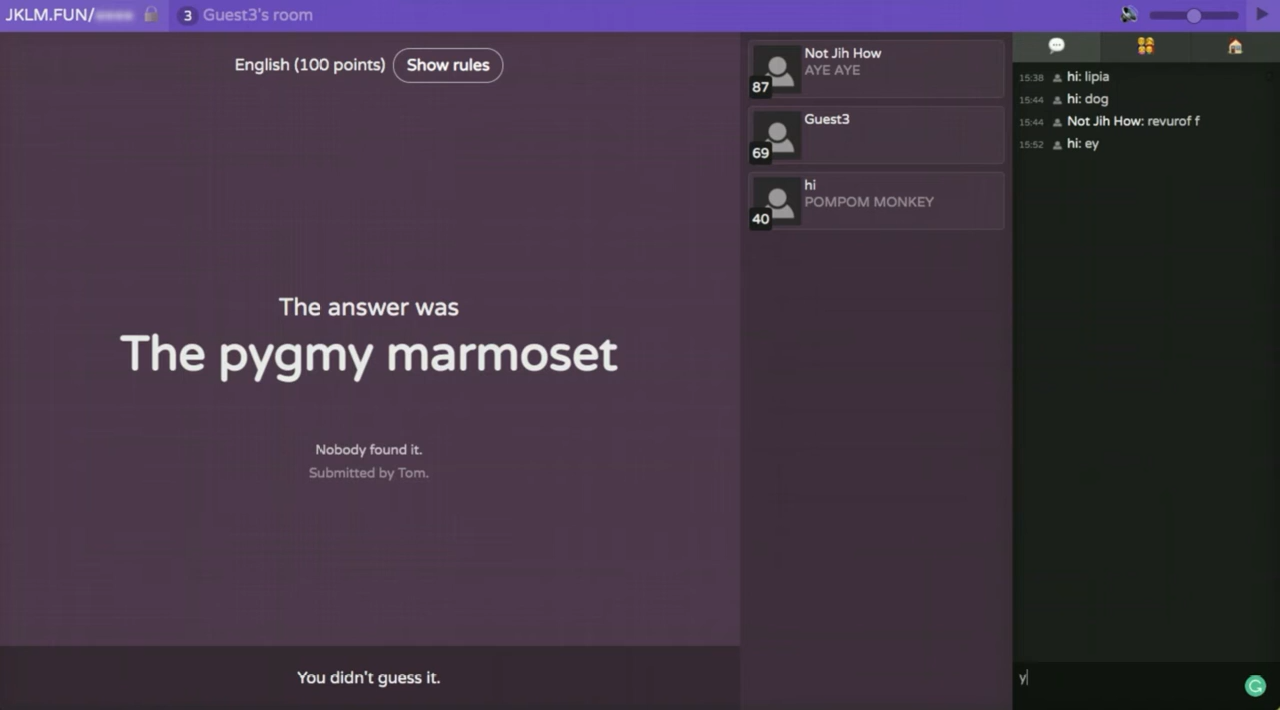 JKLM.FUN/
3 Guest3's room
English (100 points) Show rules
The answer was
The pygmy marmoset
Nobody found it.
Submitted by Tom.
You didn't guess it.
Not Jih How
AYE AYE
87
Guest3
69
hi
POMPOM MONKEY
40
15:38 hi: lipia
15:44 hi: dog
15:44 Not Jih How: revurof f
15:52 hi: ey
y